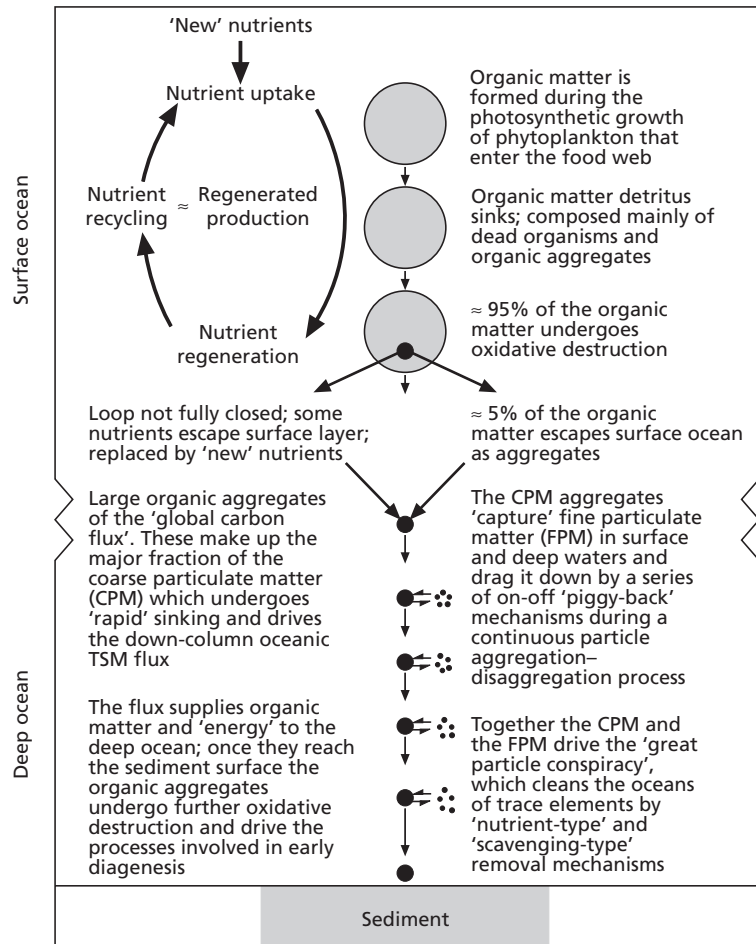 'New' nutrients
Nutrient uptake
Nutrient
recycling
≈
Regenerated
production
Nutrient
regeneration
Organic matter is
formed during the
photosynthetic growth
of phytoplankton that
enter the food web
Organic matter detritus
sinks; composed mainly of
dead organisms and
organic aggregates
≈ 95% of the organic
matter undergoes
oxidative destruction
Surface ocean
Loop not fully closed; some
nutrients escape surface layer;
replaced by 'new' nutrients
≈ 5% of the organic
matter escapes surface ocean
as aggregates
Large organic aggregates
of the 'global carbon
flux'. These make up the
major fraction of the
coarse particulate matter
(CPM) which undergoes
'rapid' sinking and drives
the down-column oceanic
TSM flux
The CPM aggregates
'capture' fine particulate
matter (FPM) in surface
and deep waters and
drag it down by a series
of on-off 'piggy-back'
mechanisms during a
continuous particle
aggregation–
disaggregation process
Deep ocean
The flux supplies organic
matter and 'energy' to the
deep ocean; once they reach
the sediment surface the
organic aggregates
undergo further oxidative
destruction and drive the
processes involved in early
diagenesis
Together the CPM and
the FPM drive the 'great
particle conspiracy',
which cleans the oceans
of trace elements by
'nutrient-type' and
'scavenging-type'
removal mechanisms
Sediment